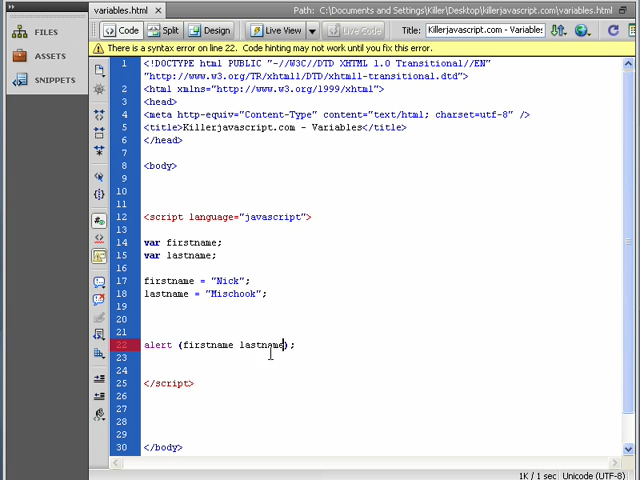 variables.html
Path: C:\Documents and Settings\Killer\Desktop\killerjavascript.com\variables.html
Code Split Design Live View Live Code Title: Killerjavascript.com - Variables
There is a syntax error on line 22. Code hinting may not work until you fix this error.
FILES
ASSETS
SNIPPETS
1 <!DOCTYPE html PUBLIC "-//W3C//DTD XHTML 1.0 Transitional//EN"
"http://www.w3.org/TR/xhtml1/DTD/xhtml1-transitional.dtd">
2 <html xmlns="http://www.w3.org/1999/xhtml">
3 <head>
4 <meta http-equiv="Content-Type" content="text/html; charset=utf-8" />
5 <title>Killerjavascript.com - Variables</title>
6 </head>
7
8 <body>
9
10
11
12 <script language="javascript">
13
14 var firstname;
15 var lastname;
16
17 firstname = "Nick";
18 lastname = "Mischook";
19
20
21
22 alert (firstname lastname);
23
24
25 </script>
26
27
28
29
30 </body>
1K / 1 sec Unicode (UTF-8)